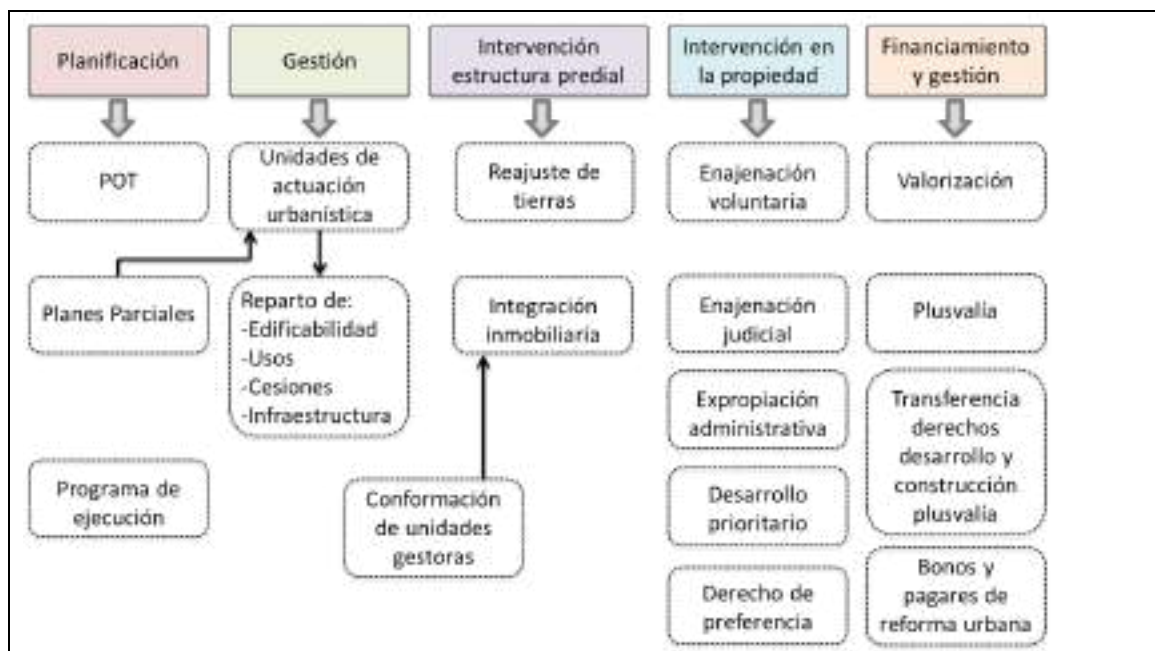 Planificación
Gestión
Intervención
estructura predial
Intervención en
la propiedad
Financiamiento
y gestión
POT
Unidades de
actuación
urbanística
Reajuste de
tierras
Enajenación
voluntaria
Valorización
Planes Parciales
Reparto de:
-Edificabilidad
-Usos
-Cesiones
-Infraestructura
Integración
inmobiliaria
Enajenación
judicial
Plusvalía
Expropiación
administrativa
Transferencia
derechos
desarrollo y
construcción
plusvalía
Programa de
ejecución
Conformación
de unidades
gestoras
Desarrollo
prioritario
Derecho de
preferencia
Bonos y
pagares de
reforma urbana